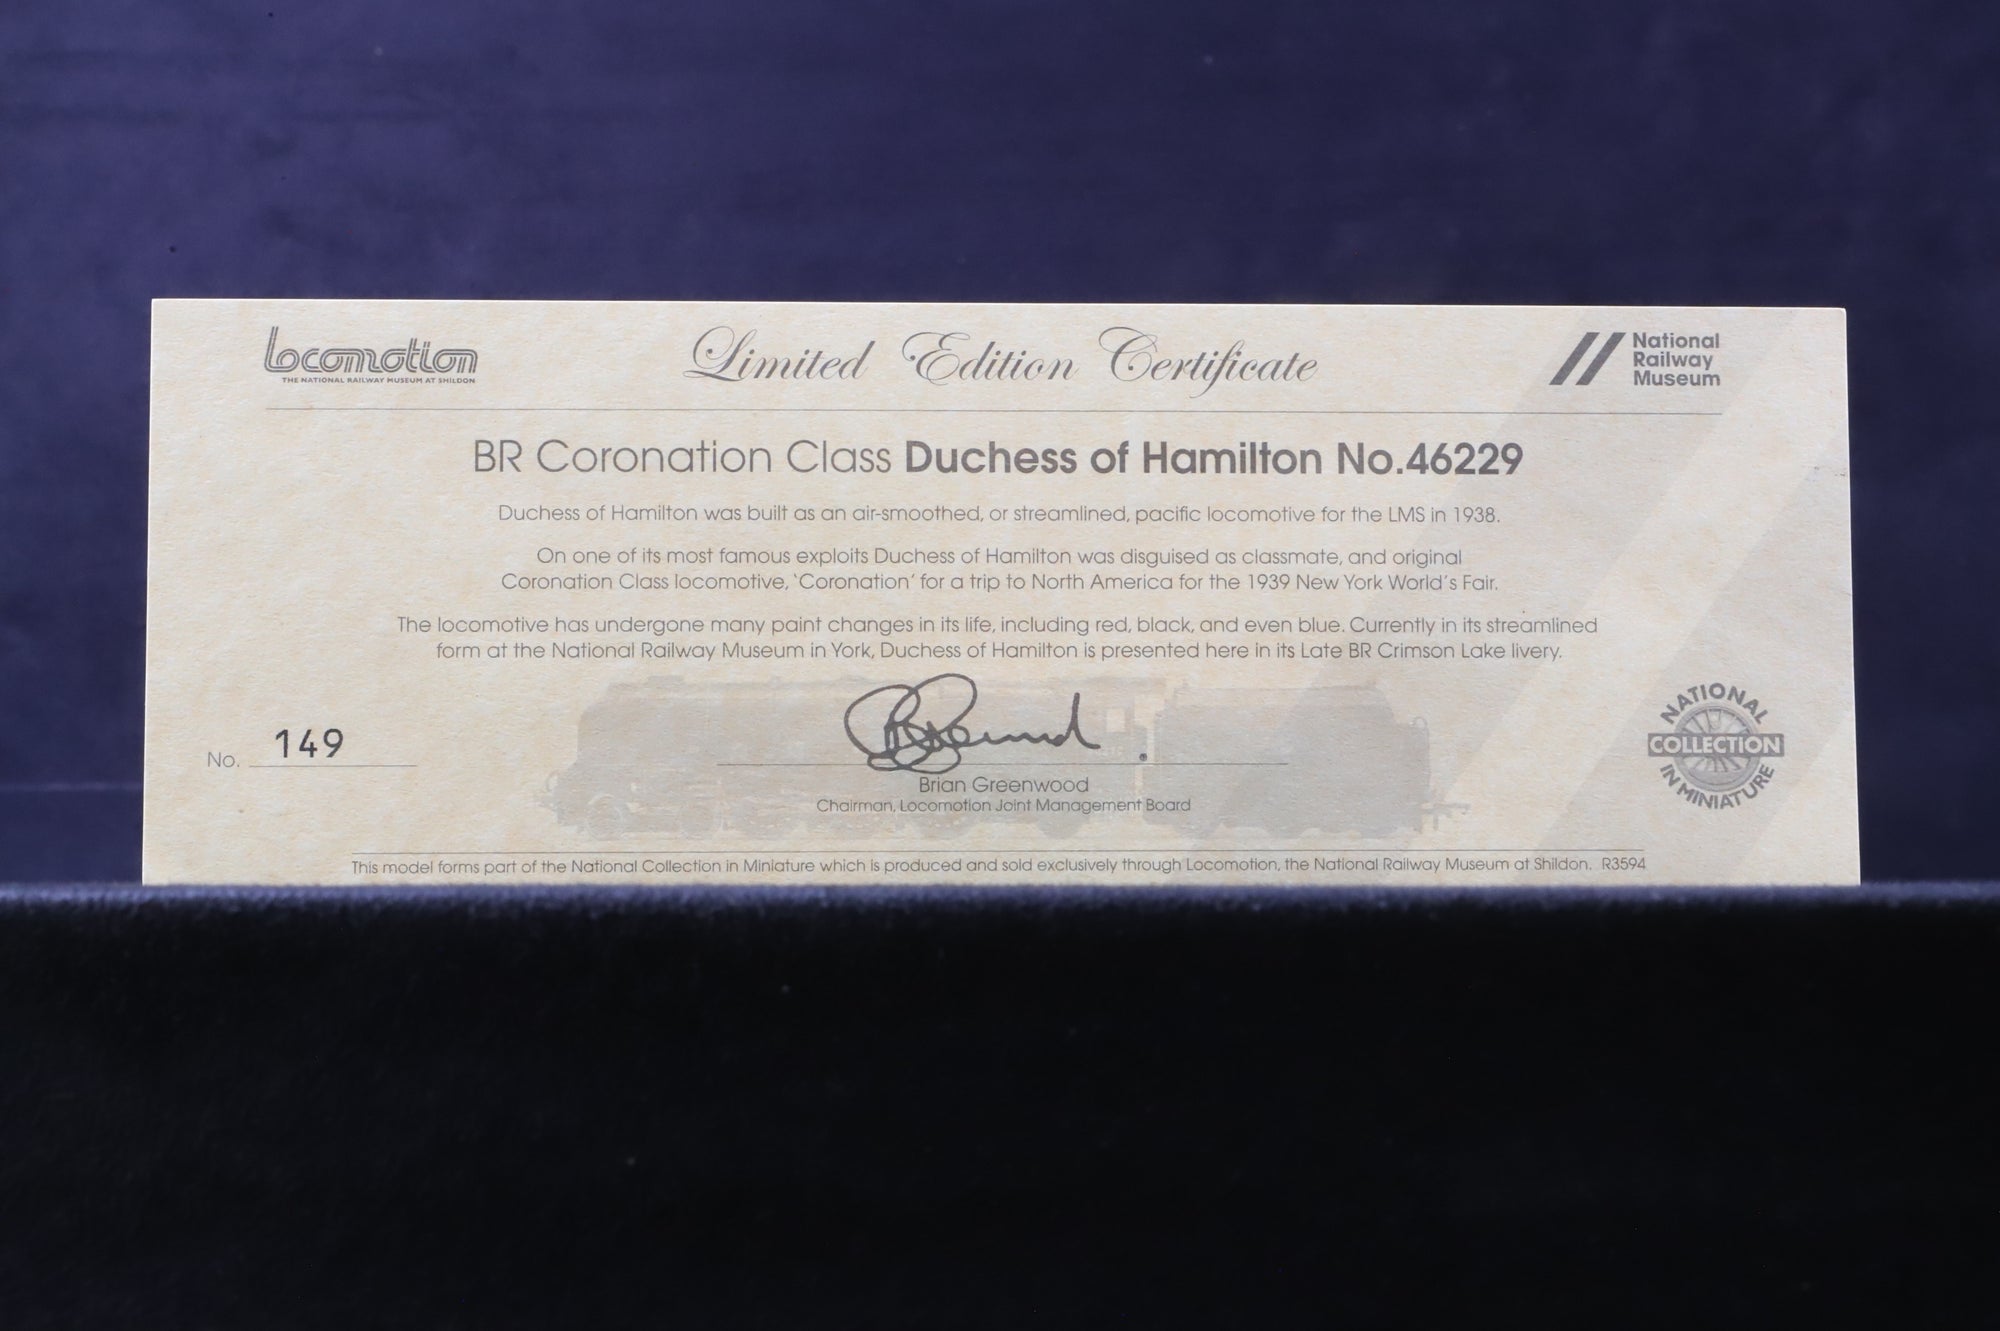 Locomotion
THE NATIONAL RAILWAY MUSEUM AT SHILDON
Limited Edition Certificate
National
Railway
Museum
BR Coronation Class Duchess of Hamilton No.46229
Duchess of Hamilton was built as an air-smoothed, or streamlined, pacific locomotive for the LMS in 1938.
On one of its most famous exploits Duchess of Hamilton was disguised as classmate, and original
Coronation Class locomotive, 'Coronation' for a trip to North America for the 1939 New York World's Fair.
The locomotive has undergone many paint changes in its life, including red, black, and even blue. Currently in its streamlined
form at the National Railway Museum in York, Duchess of Hamilton is presented here in its Late BR Crimson Lake livery.
No. 149
Brian Greenwood
Chairman, Locomotion Joint Management Board
NATIONAL
COLLECTION
IN MINIATURE
This model forms part of the National Collection in Miniature which is produced and sold exclusively through Locomotion, the National Railway Museum at Shildon. R3594